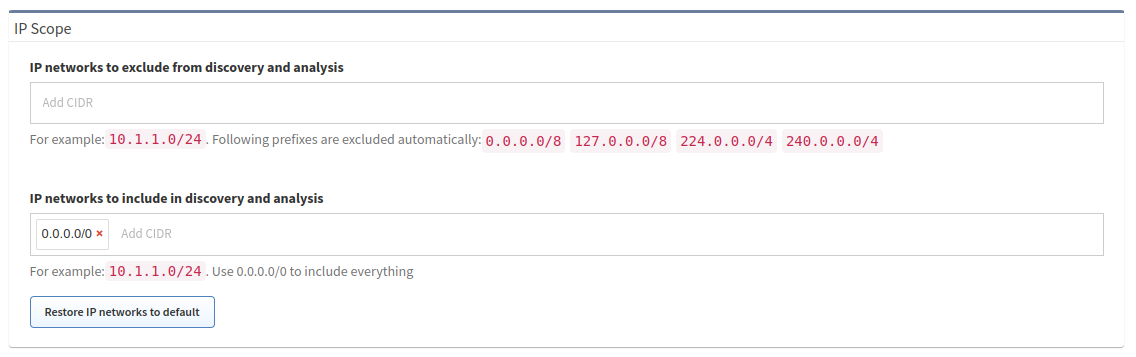 IP Scope
IP networks to exclude from discovery and analysis
Add CIDR
For example: 10.1.1.0/24 . Following prefixes are excluded automatically: 0.0.0.0/8 127.0.0.0/8 224.0.0.0/4 240.0.0.0/4
IP networks to include in discovery and analysis
0.0.0.0/0 × Add CIDR
For example: 10.1.1.0/24 . Use 0.0.0.0/0 to include everything
Restore IP networks to default